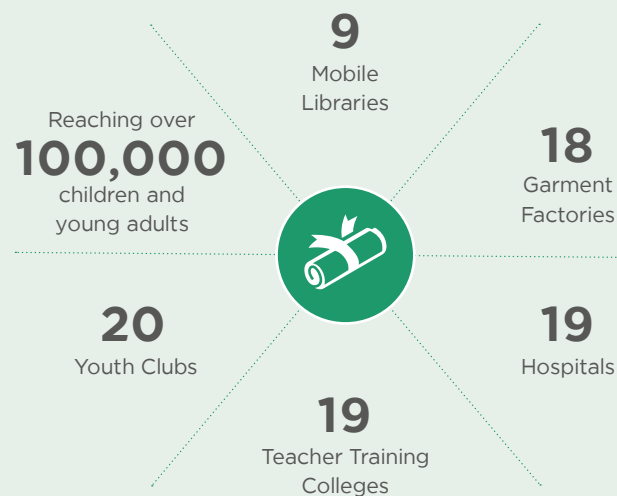 9
Mobile
Libraries
Reaching over
100,000
children and
young adults
18
Garment
Factories
20
Youth Clubs
19
Hospitals
19
Teacher Training
Colleges